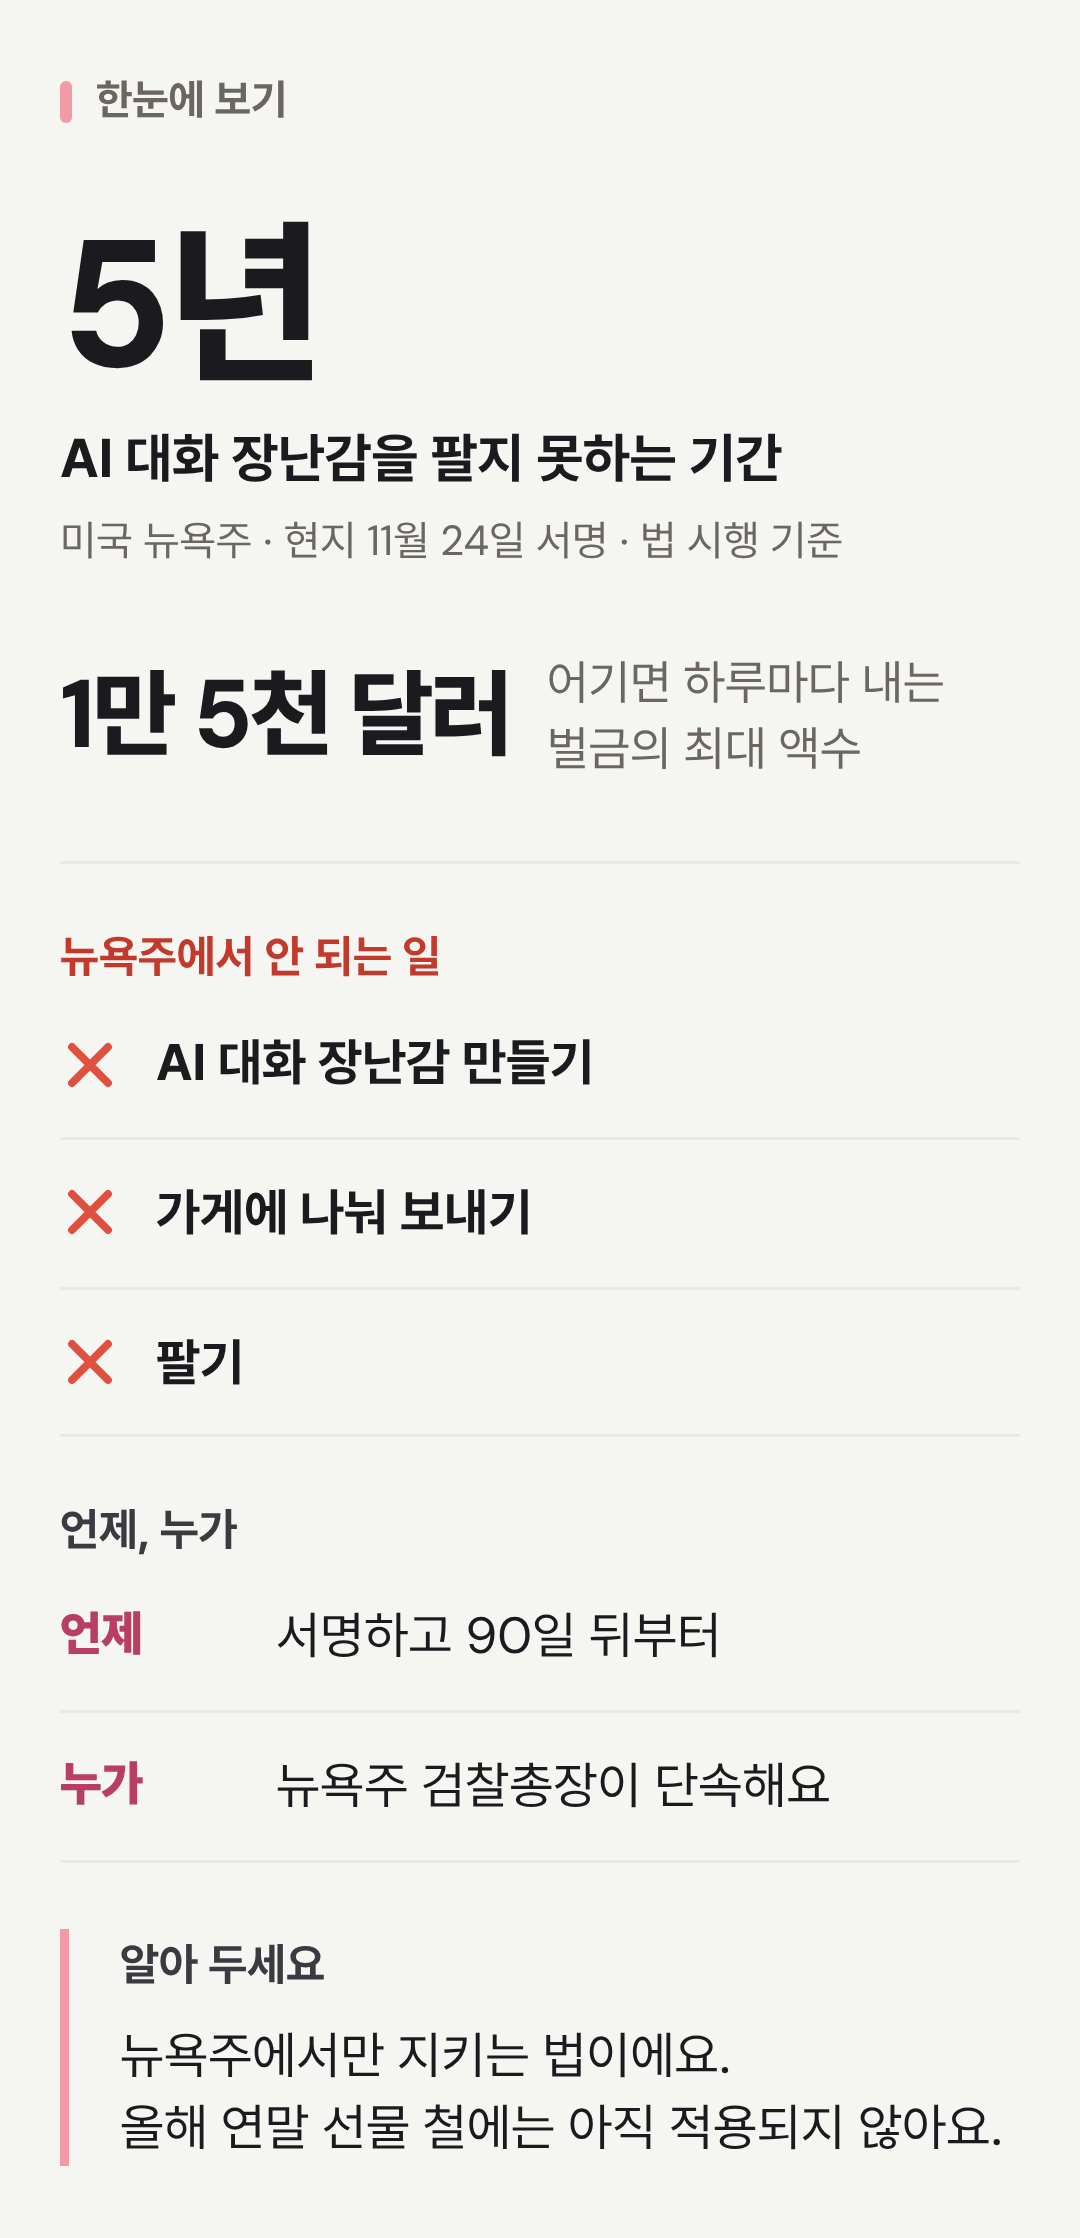 한눈에 보기
5년
AI 대화 장난감을 팔지 못하는 기간
미국 뉴욕주 · 현지 11월 24일 서명 · 법 시행 기준
1만 5천 달러
어기면 하루마다 내는
벌금의 최대 액수
뉴욕주에서 안 되는 일
AI 대화 장난감 만들기
가게에 나눠 보내기
팔기
언제, 누가
언제 서명하고 90일 뒤부터
누가 뉴욕주 검찰총장이 단속해요
알아 두세요
뉴욕주에서만 지키는 법이에요.
올해 연말 선물 철에는 아직 적용되지 않아요.